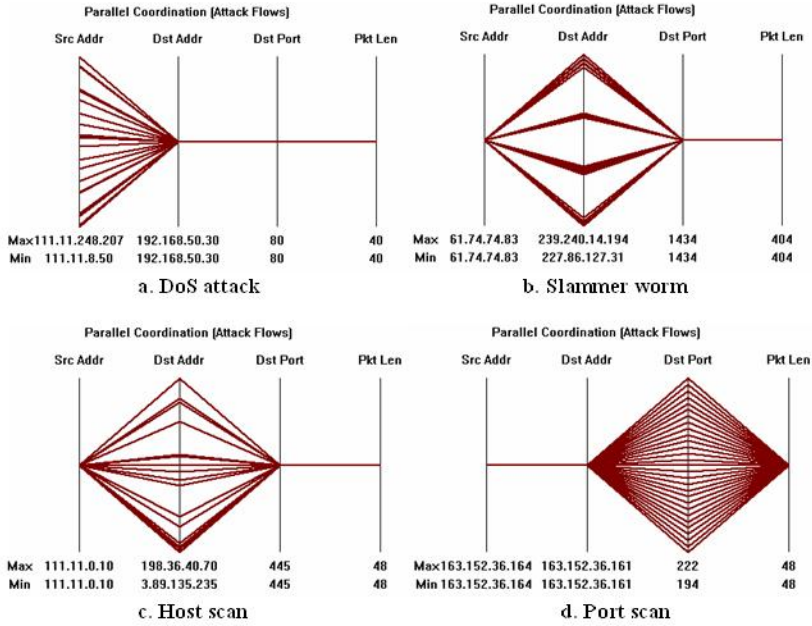 Parallel Coordination (Attack Flows)
Src Addr Dst Addr Dst Port Pkt Len
Max 111.11.248.207 192.168.50.30 80 40
Min 111.11.8.50 192.168.50.30 80 40
a. DoS attack
Parallel Coordination (Attack Flows)
Src Addr Dst Addr Dst Port Pkt Len
Max 61.74.74.83 239.240.14.194 1434 404
Min 61.74.74.83 227.86.127.31 1434 404
b. Slammer worm
Parallel Coordination (Attack Flows)
Src Addr Dst Addr Dst Port Pkt Len
Max 111.11.0.10 198.36.40.70 445 48
Min 111.11.0.10 3.89.135.235 445 48
c. Host scan
Parallel Coordination (Attack Flows)
Src Addr Dst Addr Dst Port Pkt Len
Max 163.152.36.164 163.152.36.161 222 48
Min 163.152.36.164 163.152.36.161 194 48
d. Port scan